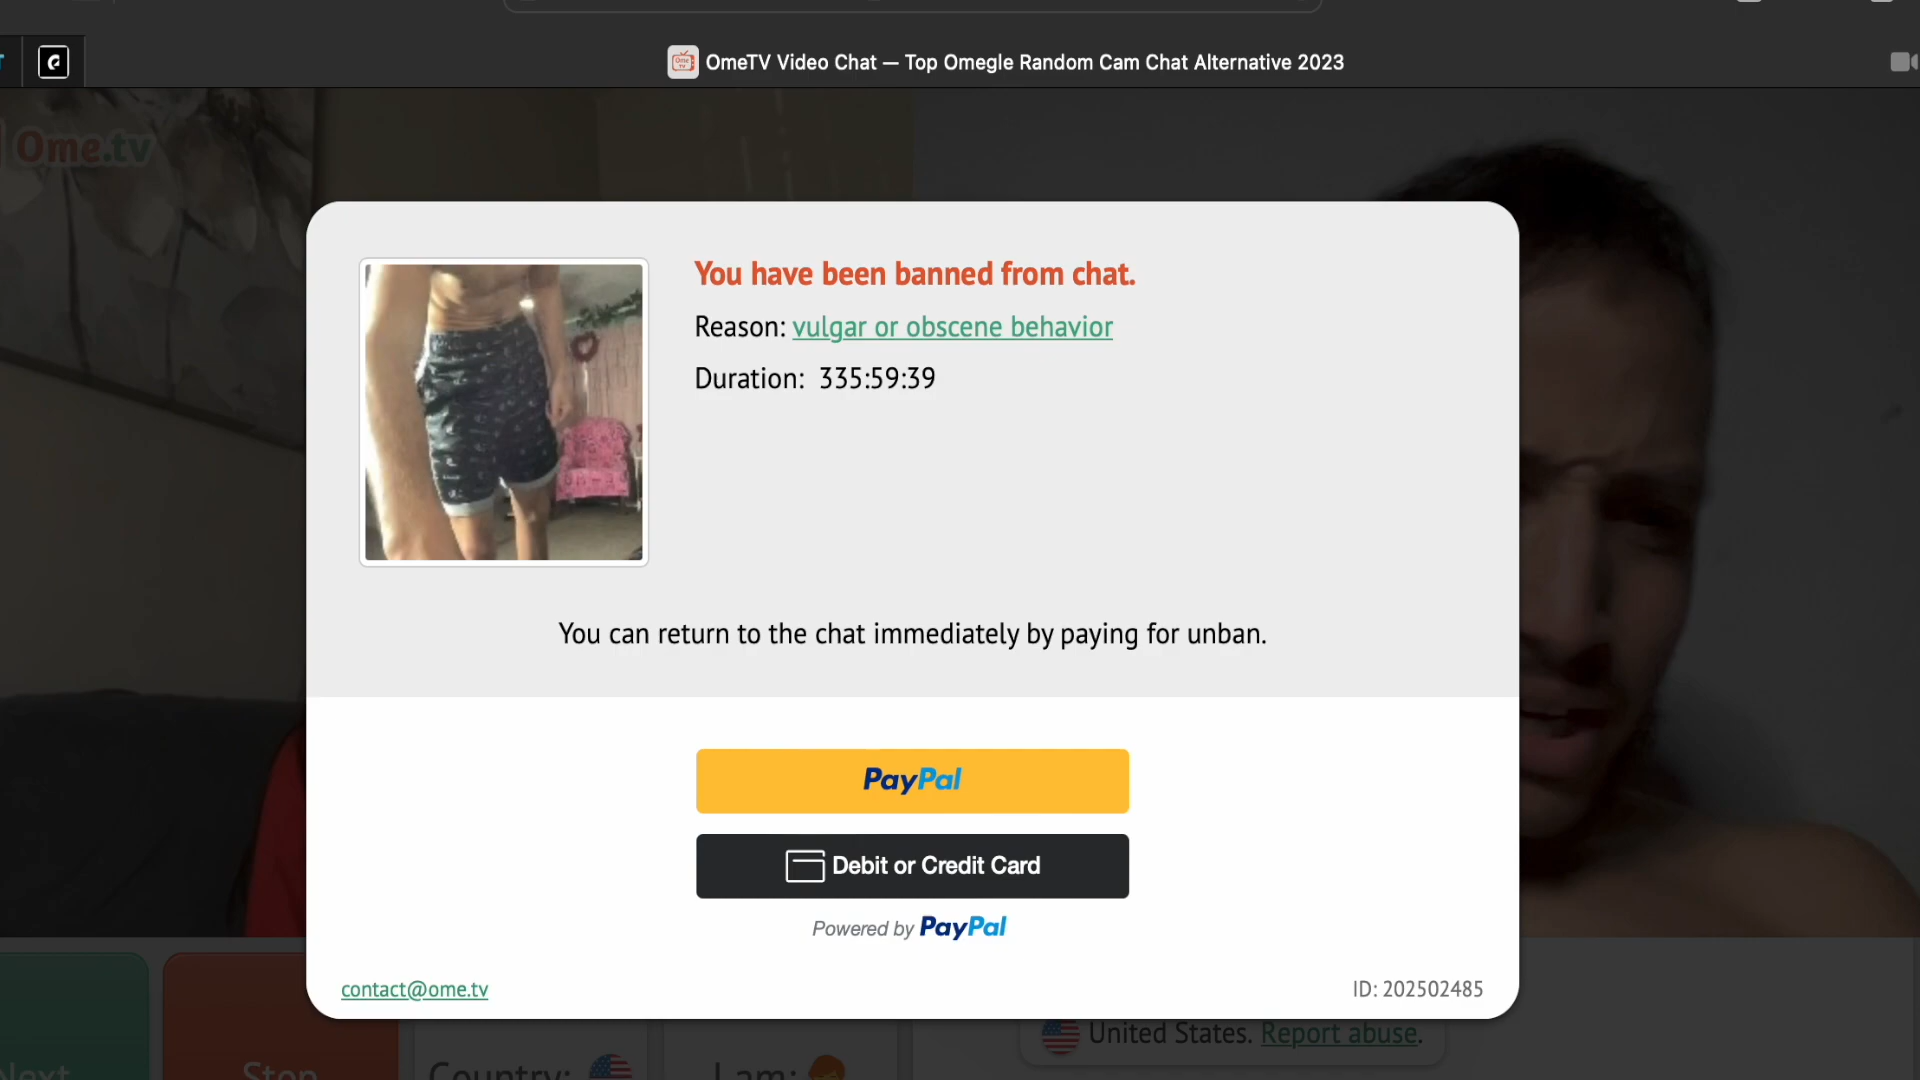 OmeTV Video Chat — Top Omegle Random Cam Chat Alternative 2023
Ome.tv
You have been banned from chat.
Reason: vulgar or obscene behavior
Duration: 335:59:39
You can return to the chat immediately by paying for unban.
PayPal
Debit or Credit Card
Powered by PayPal
contact@ome.tv
ID: 202502485
United States. Report abuse.
Next
Stop
Country:
I am: